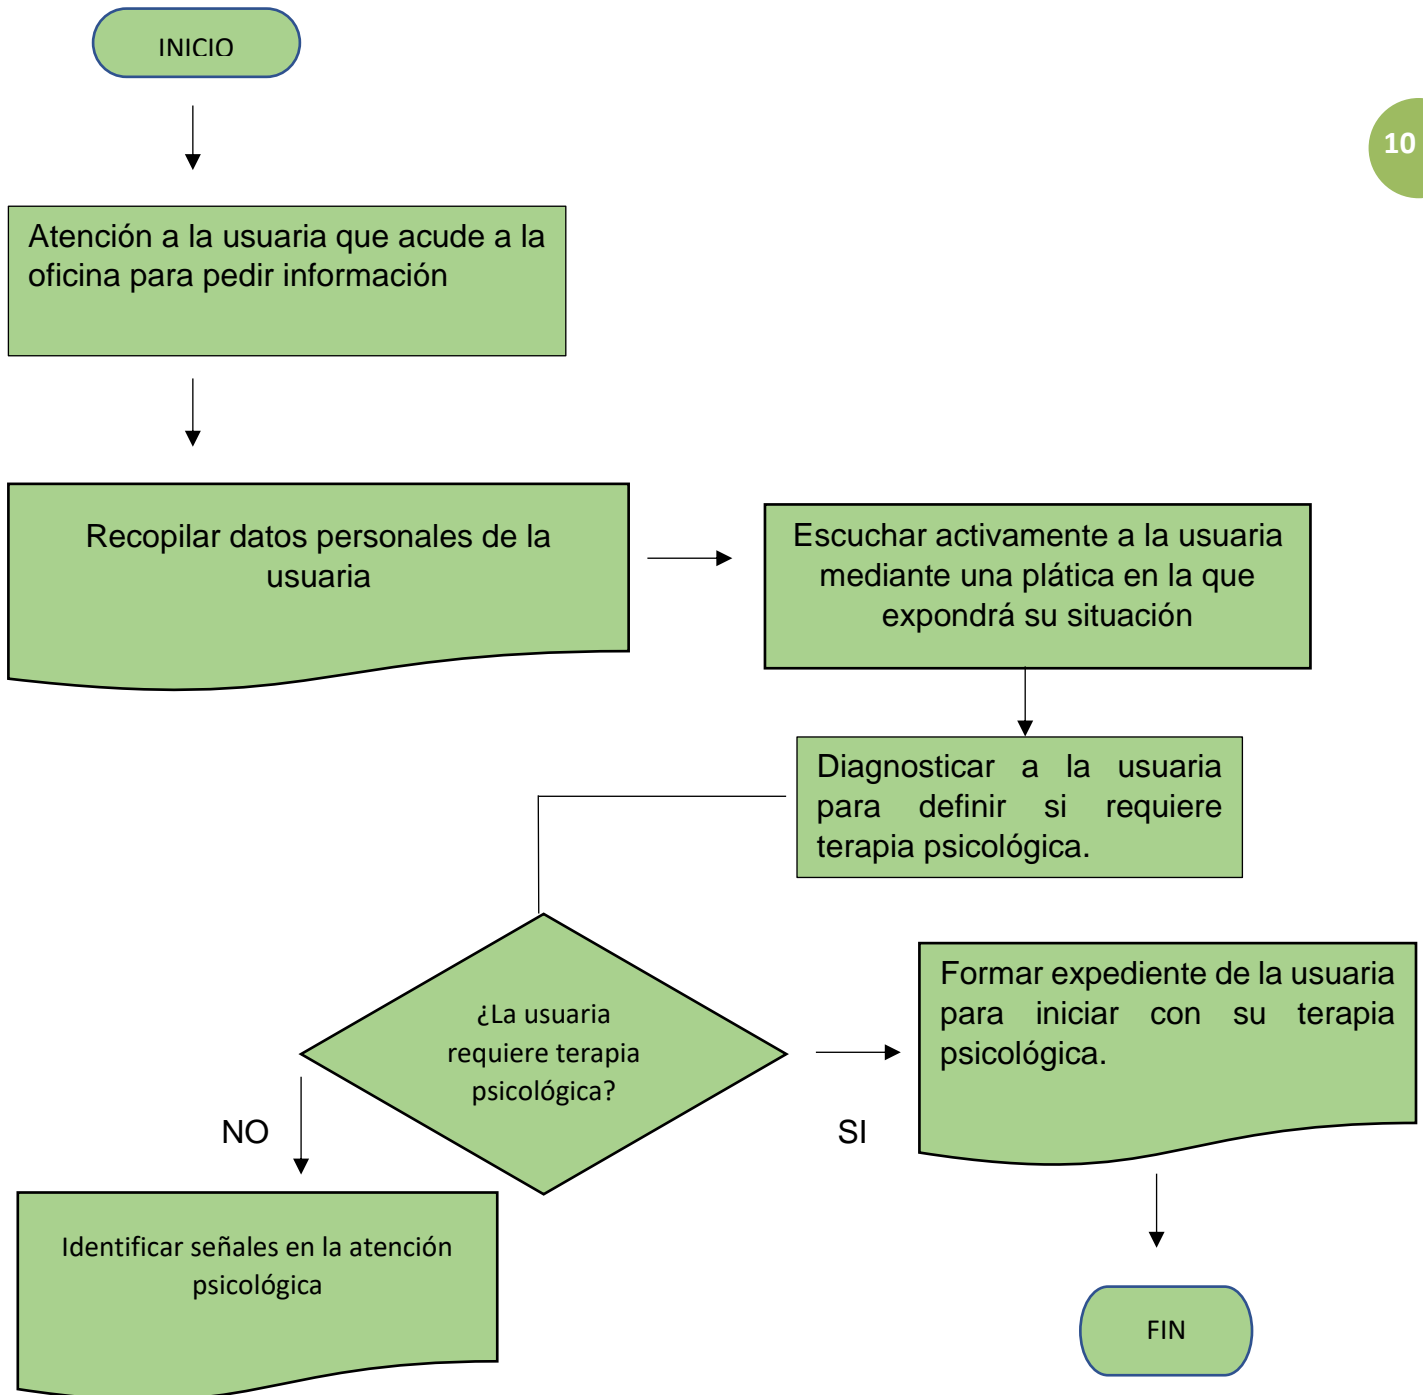 INICIO
10
Atención a la usuaria que acude a la
oficina para pedir información
Recopilar datos personales de la
usuaria
Escuchar activamente a la usuaria
mediante una plática en la que
expondrá su situación
Diagnosticar a la usuaria
para definir si requiere
terapia psicológica.
¿La usuaria
requiere terapia
psicológica?
Formar expediente de la usuaria
para iniciar con su terapia
psicológica.
NO
SI
Identificar señales en la atención
psicológica
FIN